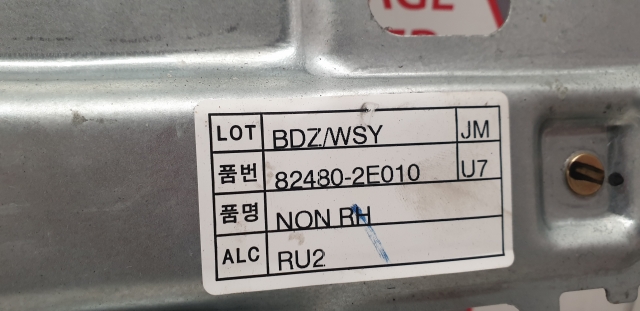 LOT BDZ/WSY JM
품번 82480-2E010 U7
품명 NON RH
ALC RU2